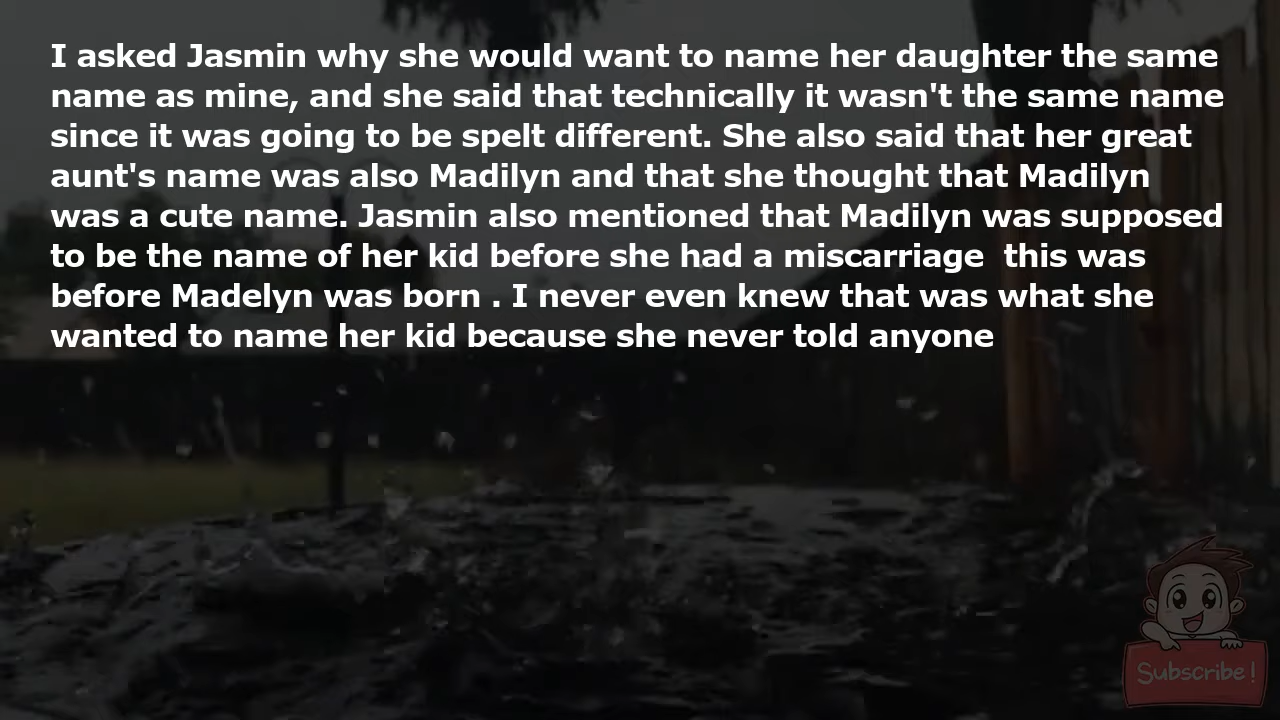 I asked Jasmin why she would want to name her daughter the same
name as mine, and she said that technically it wasn't the same name
since it was going to be spelt different. She also said that her great
aunt's name was also Madilyn and that she thought that Madilyn
was a cute name. Jasmin also mentioned that Madilyn was supposed
to be the name of her kid before she had a miscarriage  this was
before Madelyn was born . I never even knew that was what she
wanted to name her kid because she never told anyone
Subscribe!